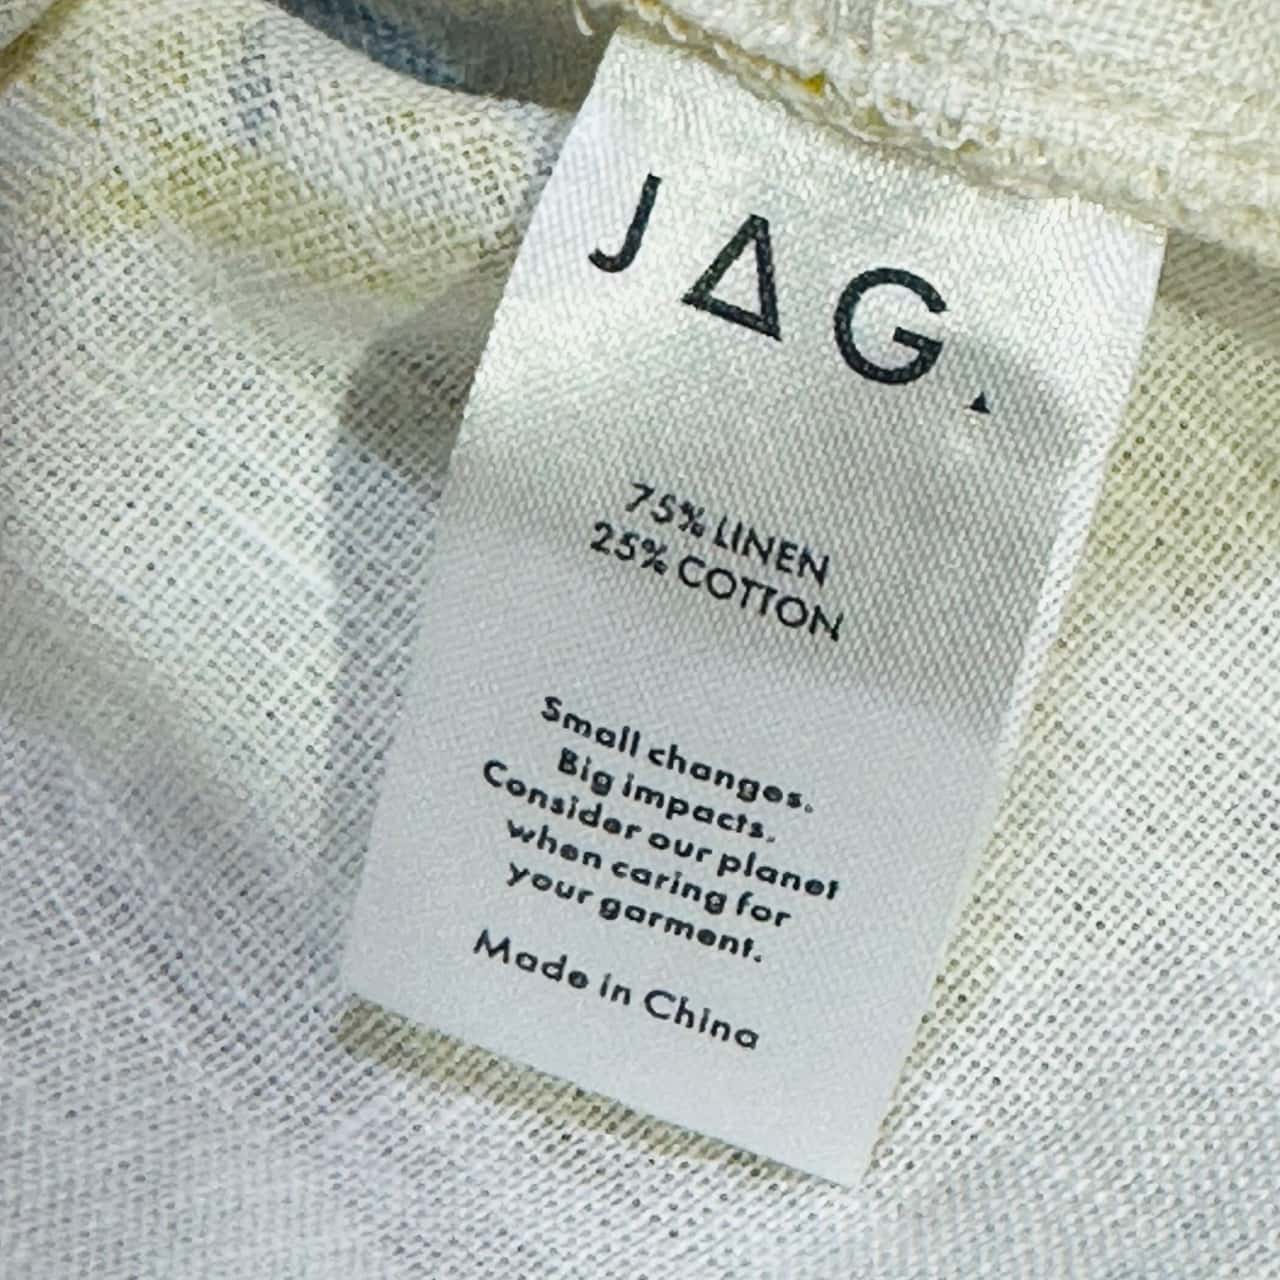 JAG.
75% LINEN
25% COTTON
Small changes.
Big impacts.
Consider our planet
when caring for
your garment.
Made in China